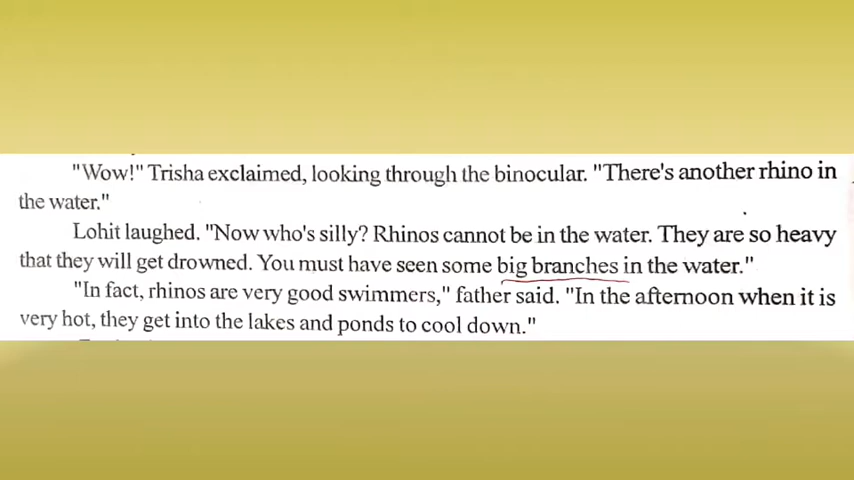 "Wow!" Trisha exclaimed, looking through the binocular. "There's another rhino in
the water."
Lohit laughed. "Now who's silly? Rhinos cannot be in the water. They are so heavy
that they will get drowned. You must have seen some big branches in the water."
"In fact, rhinos are very good swimmers," father said. "In the afternoon when it is
very hot, they get into the lakes and ponds to cool down."